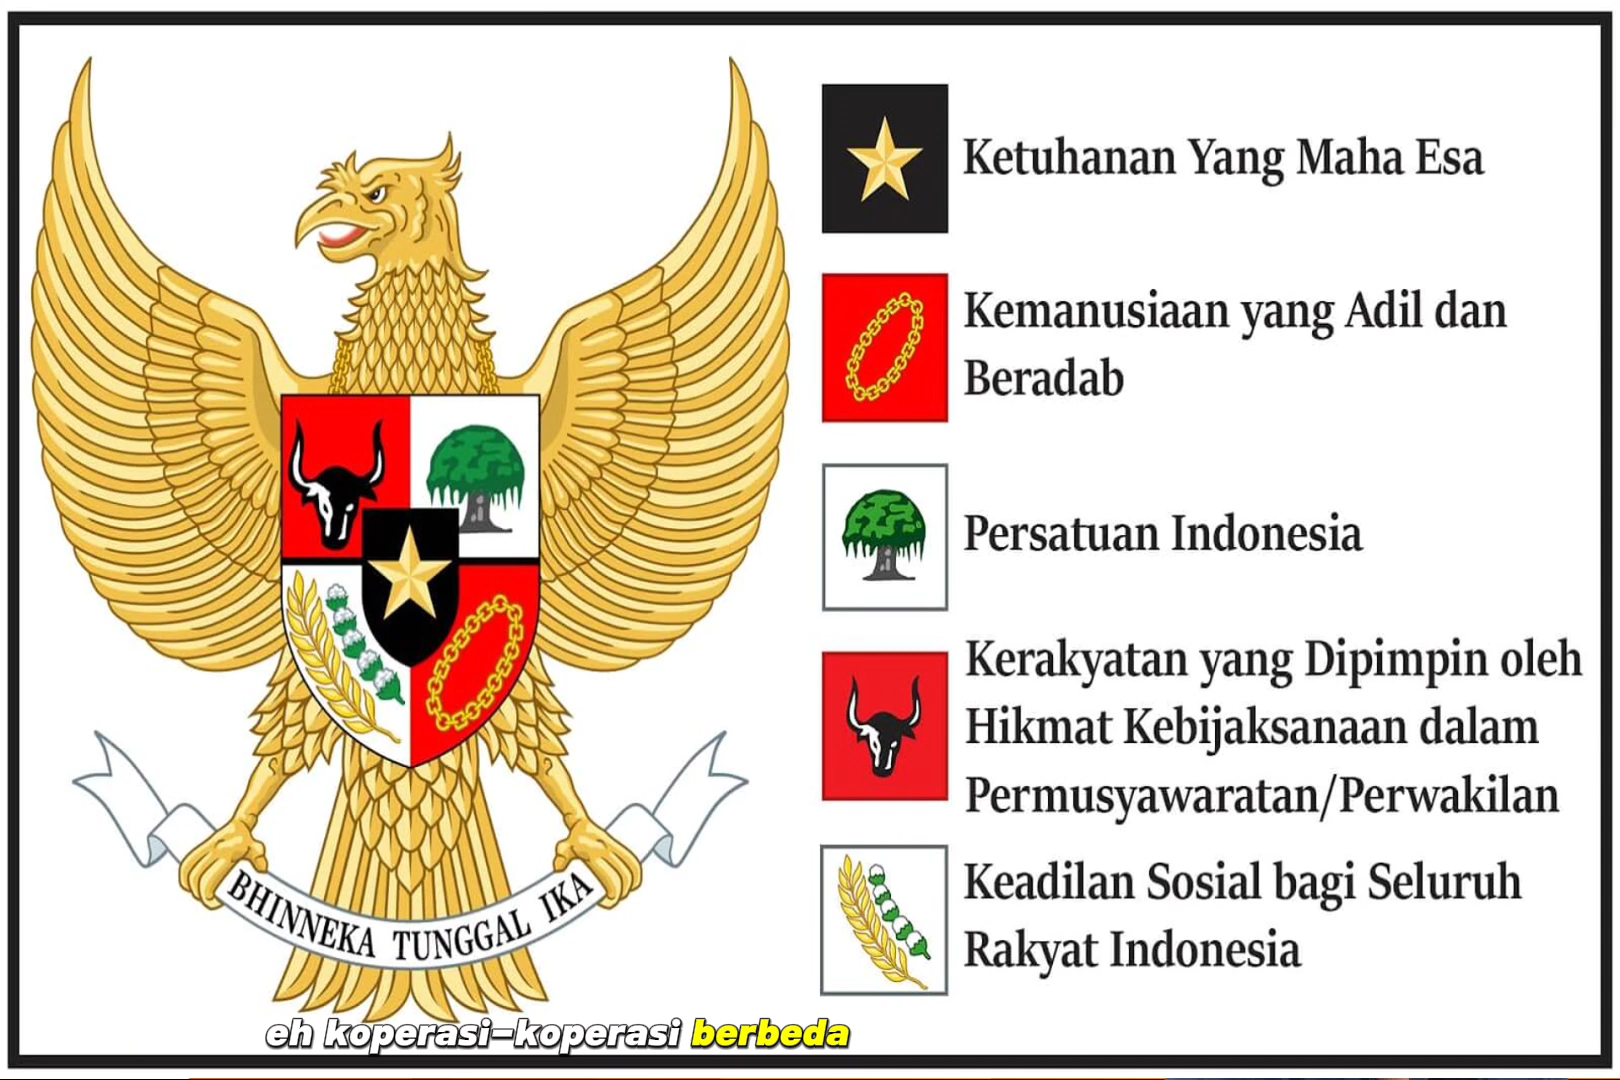 Ketuhanan Yang Maha Esa
Kemanusiaan yang Adil dan
Beradab
Persatuan Indonesia
Kerakyatan yang Dipimpin oleh
Hikmat Kebijaksanaan dalam
Permusyawaratan/Perwakilan
Keadilan Sosial bagi Seluruh
Rakyat Indonesia
BHINNEKA TUNGGAL IKA
eh koperasi-koperasi berbeda